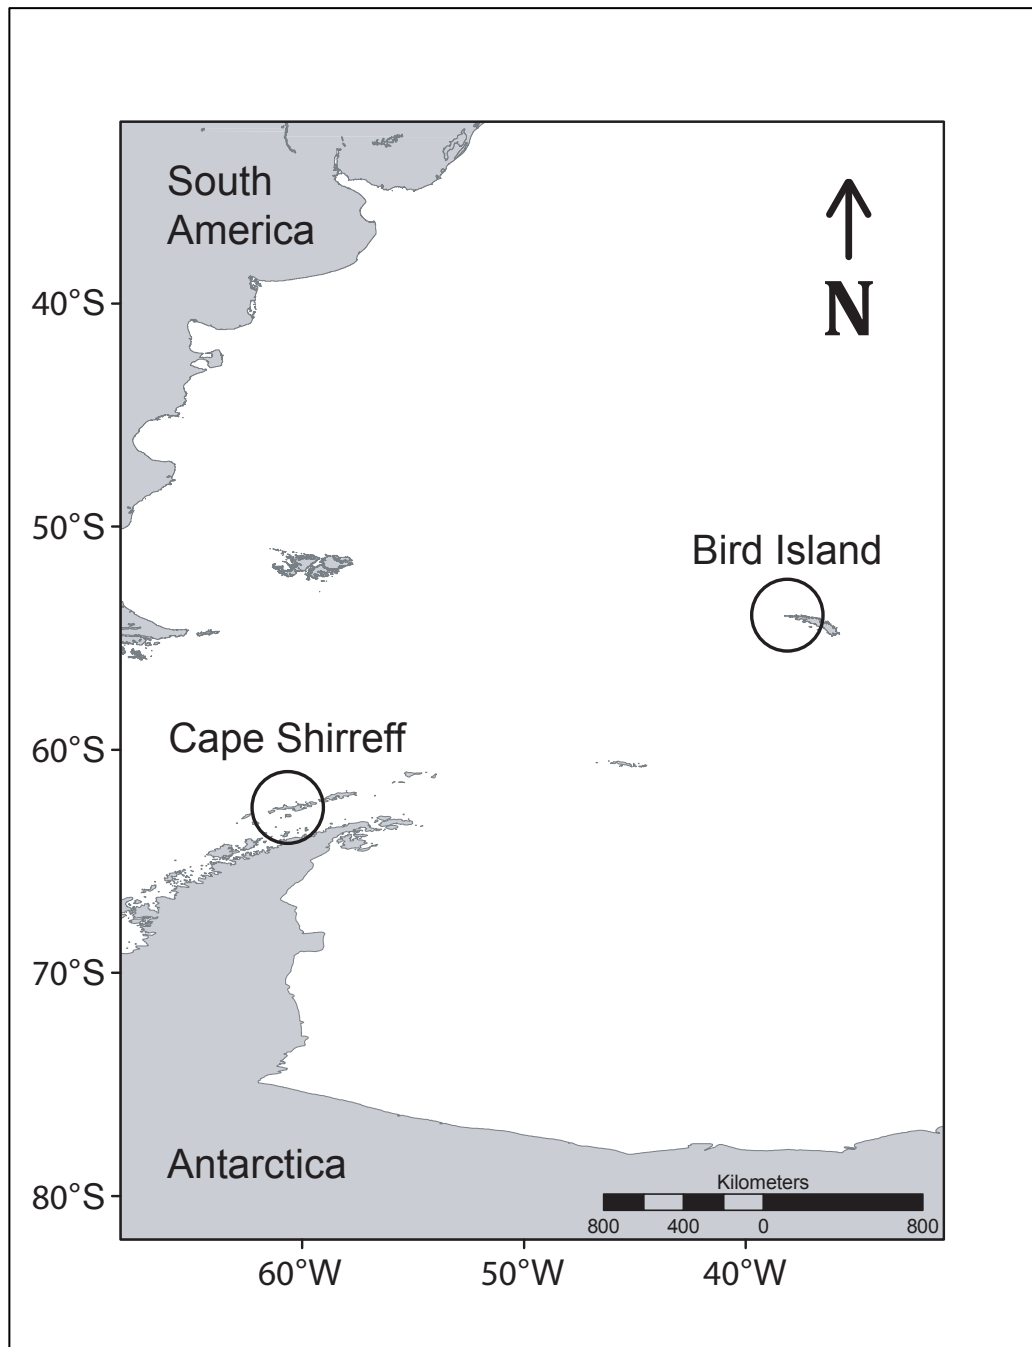 South
America
N
40°S
50°S
Bird Island
Cape Shirreff
60°S
70°S
Antarctica
Kilometers
80°S
800 400 0 800
60°W 50°W 40°W